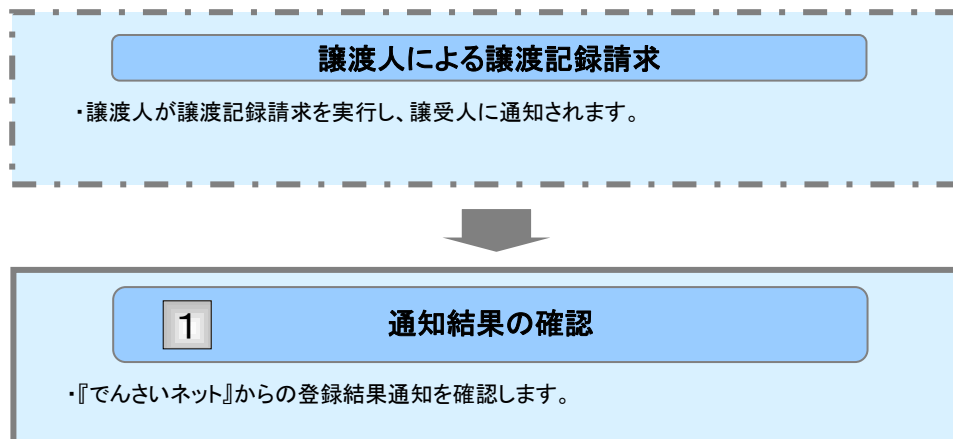 譲渡人による譲渡記録請求
・譲渡人が譲渡記録請求を実行し、譲受人に通知されます。
1 通知結果の確認
・『でんさいネット』からの登録結果通知を確認します。